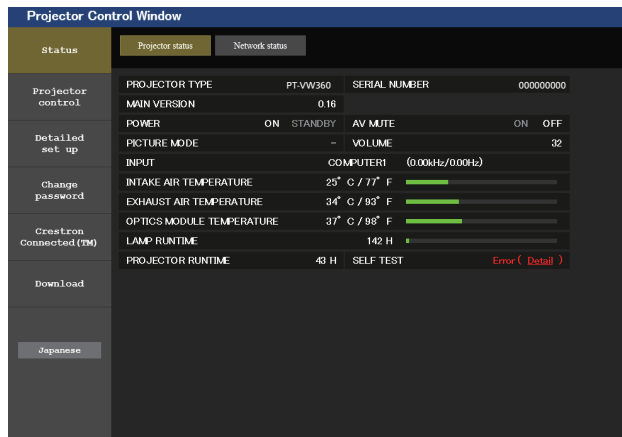 Projector Control Window
Status
Projector status
Network status
Projector
control
Detailed
set up
Change
password
Crestron
Connected(TM)
Download
Japanese
PROJECTOR TYPE PT-VW360 SERIAL NUMBER 000000000
MAIN VERSION 0.16
POWER ON STANDBY AV MUTE ON OFF
PICTURE MODE – VOLUME 32
INPUT COMPUTER1 (0.00kHz/0.00Hz)
INTAKE AIR TEMPERATURE 25° C / 77° F
EXHAUST AIR TEMPERATURE 34° C / 93° F
OPTICS MODULE TEMPERATURE 37° C / 98° F
LAMP RUNTIME 142 H
PROJECTOR RUNTIME 43 H SELF TEST Error ( Detail )